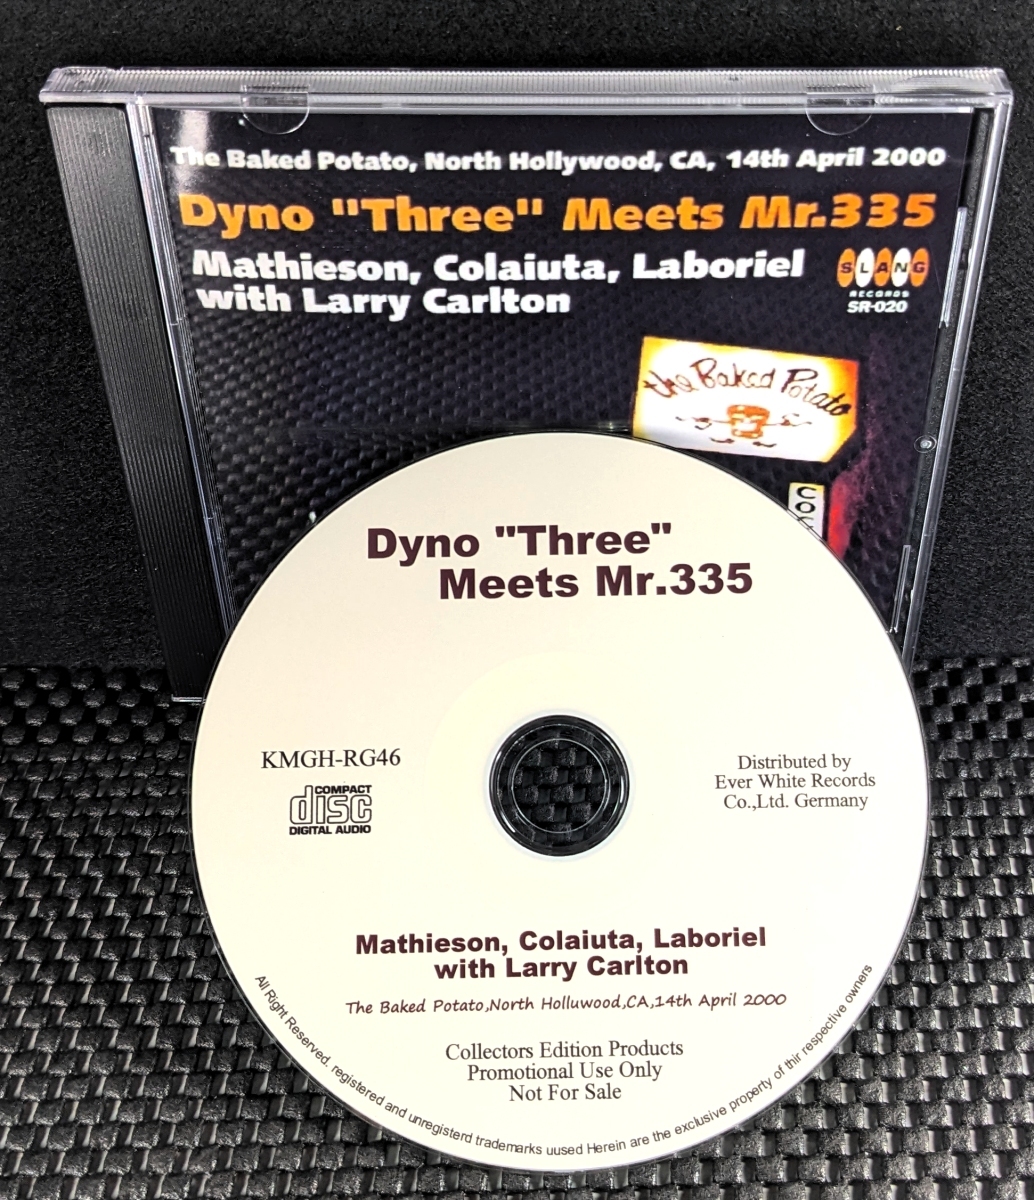 The Baked Potato, North Hollywood, CA, 14th April 2000
Dyno "Three" Meets Mr.335
Mathieson, Colaiuta, Laboriel
with Larry Carlton
SLANG
RECORDS
SR-020
the Baked Potato
Dyno "Three"
Meets Mr.335
KMGH-RG46
COMPACT
disc
DIGITAL AUDIO
Distributed by
Ever White Records
Co.,Ltd. Germany
Mathieson, Colaiuta, Laboriel
with Larry Carlton
The Baked Potato,North Holluwood,CA,14th April 2000
Collectors Edition Products
Promotional Use Only
Not For Sale
All Right Reserved. registered and unregisterd trademarks uused Herein are the exclusive property of thir respective owners